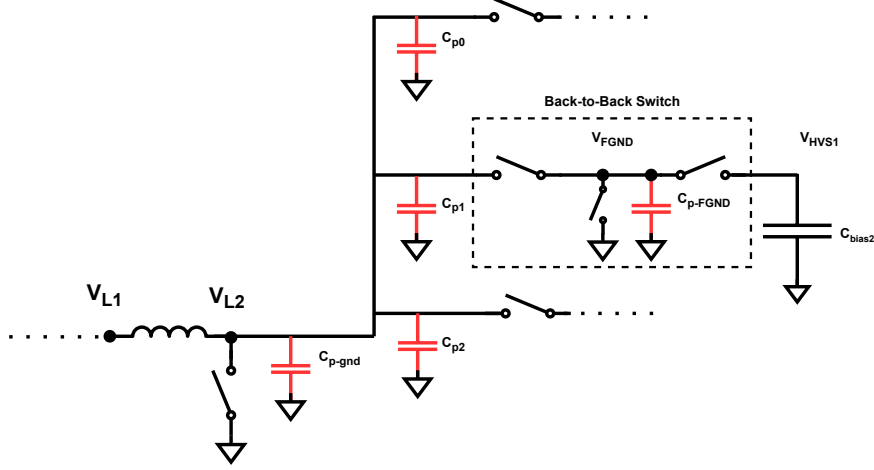 Cp0
Back-to-Back Switch
VFGND
VHVS1
Cp1
Cp-FGND
Cbias2
VL1
VL2
Cp-gnd
Cp2